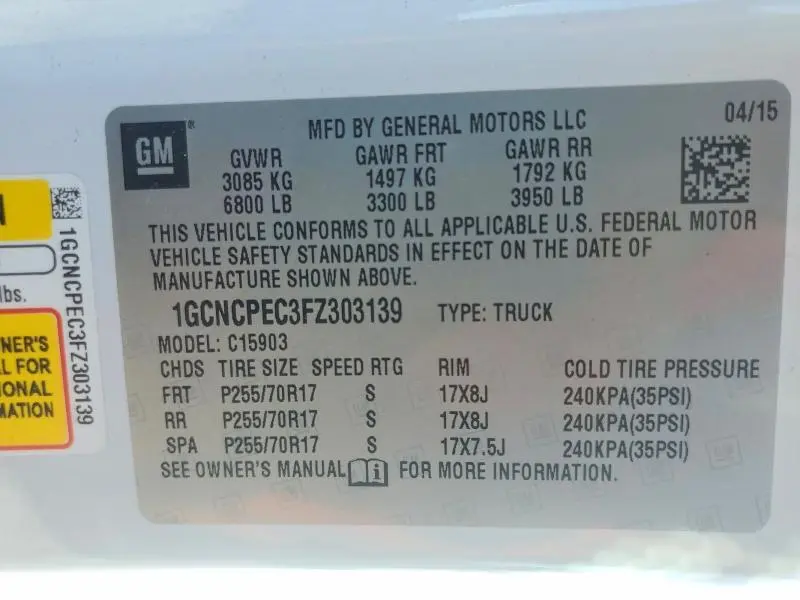 04/15
MFD BY GENERAL MOTORS LLC
GM®
GVWR GAWR FRT GAWR RR
3085 KG 1497 KG 1792 KG
6800 LB 3300 LB 3950 LB
THIS VEHICLE CONFORMS TO ALL APPLICABLE U.S. FEDERAL MOTOR
VEHICLE SAFETY STANDARDS IN EFFECT ON THE DATE OF
MANUFACTURE SHOWN ABOVE.
1GCNCPEC3FZ303139 TYPE: TRUCK
MODEL: C15903
CHDS TIRE SIZE SPEED RTG RIM COLD TIRE PRESSURE
FRT P255/70R17 S 17X8J 240KPA(35PSI)
RR P255/70R17 S 17X8J 240KPA(35PSI)
SPA P255/70R17 S 17X7.5J 240KPA(35PSI)
SEE OWNER'S MANUAL FOR MORE INFORMATION.
1GCNCPEC3FZ303139
lbs.
NER'S
L FOR
IONAL
MATION